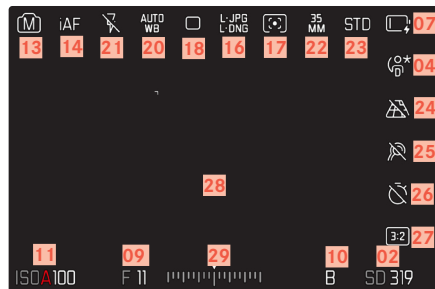 M iAF AUTO WB L-JPG L-DNG 35 MM STD 07
13 14 21 20 18 16 17 22 23
04
24
25
28
26
3:2 27
11 09 29 10 02
ISO A100 F 11 B SD 319